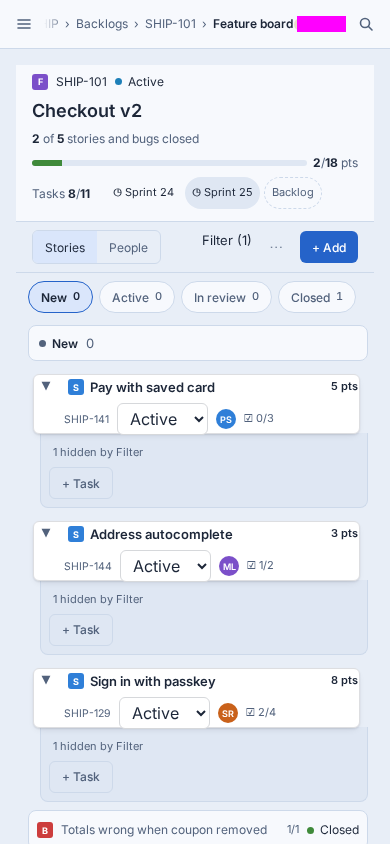 IP › Backlogs › SHIP-101 › Feature board
F SHIP-101 Active
Checkout v2
2 of 5 stories and bugs closed
2/18 pts
Tasks 8/11 Sprint 24 Sprint 25 Backlog
Stories People Filter (1) ... + Add
New 0 Active 0 In review 0 Closed 1
New 0
▼ S Pay with saved card 5 pts
SHIP-141 Active PS ☑ 0/3
1 hidden by Filter
+ Task
▼ S Address autocomplete 3 pts
SHIP-144 Active ML ☑ 1/2
1 hidden by Filter
+ Task
▼ S Sign in with passkey 8 pts
SHIP-129 Active SR ☑ 2/4
1 hidden by Filter
+ Task
B Totals wrong when coupon removed 1/1 Closed